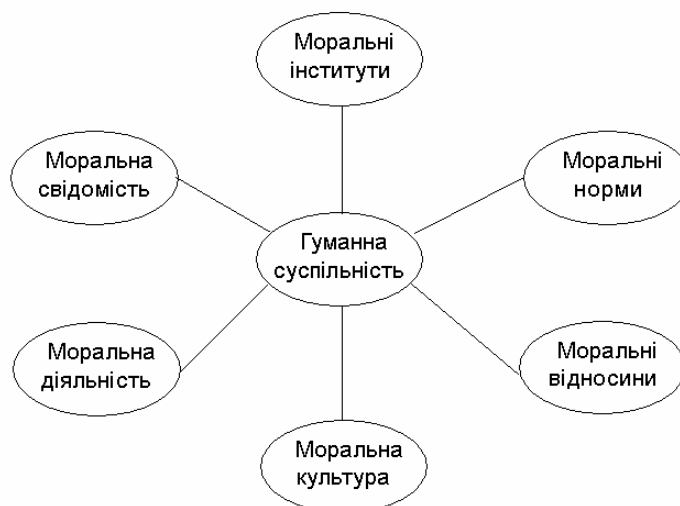 Моральні
інститути
Моральна
свідомість
Моральні
норми
Гуманна
суспільність
Моральна
діяльність
Моральні
відносини
Моральна
культура